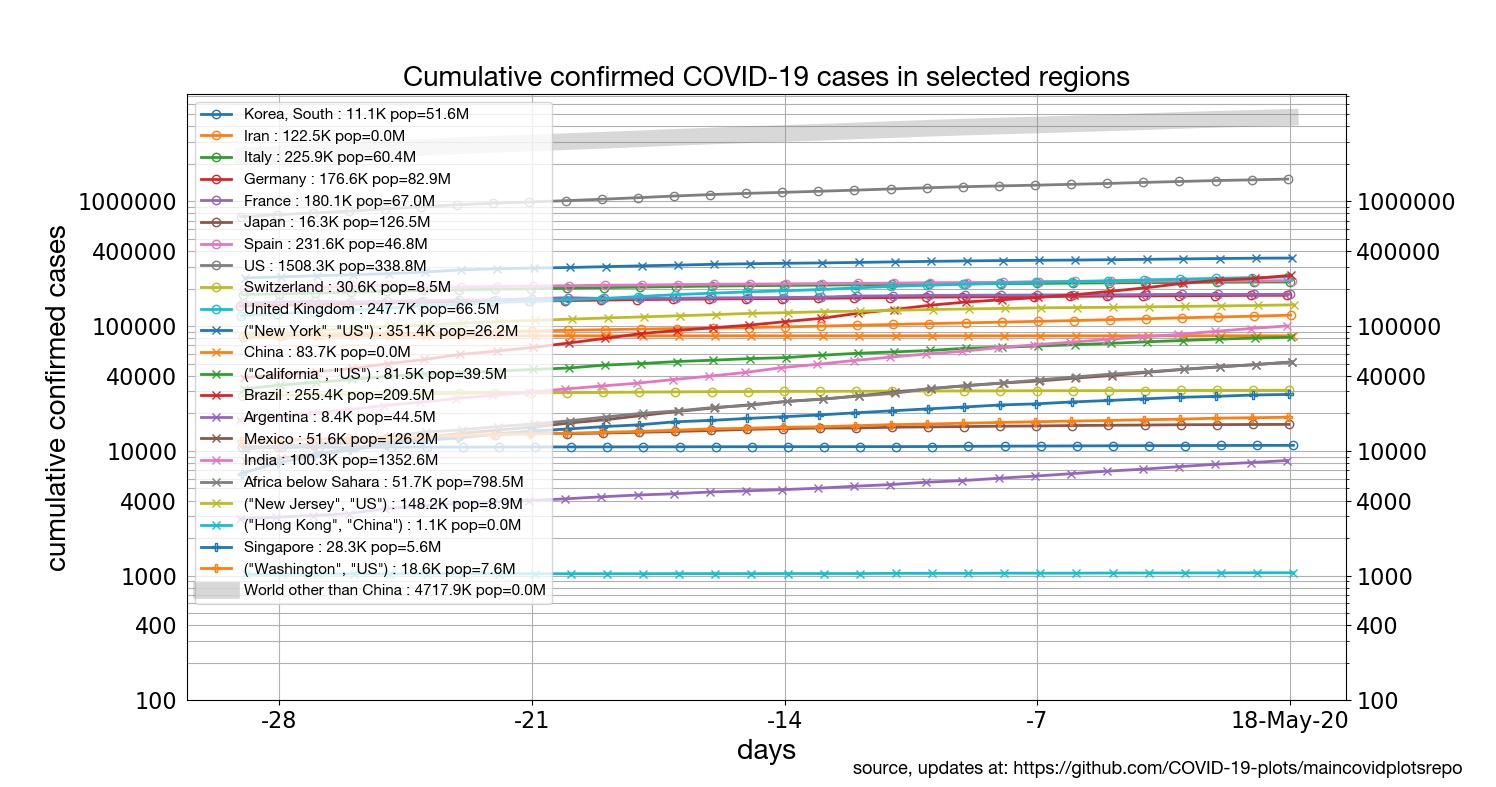 Cumulative confirmed COVID-19 cases in selected regions
Korea, South : 11.1K pop=51.6M
Iran : 122.5K pop=0.0M
Italy : 225.9K pop=60.4M
Germany : 176.6K pop=82.9M
France : 180.1K pop=67.0M
Japan : 16.3K pop=126.5M
Spain : 231.6K pop=46.8M
US : 1508.3K pop=338.8M
Switzerland : 30.6K pop=8.5M
United Kingdom : 247.7K pop=66.5M
("New York", "US") : 351.4K pop=26.2M
China : 83.7K pop=0.0M
("California", "US") : 81.5K pop=39.5M
Brazil : 255.4K pop=209.5M
Argentina : 8.4K pop=44.5M
Mexico : 51.6K pop=126.2M
India : 100.3K pop=1352.6M
Africa below Sahara : 51.7K pop=798.5M
("New Jersey", "US") : 148.2K pop=8.9M
("Hong Kong", "China") : 1.1K pop=0.0M
Singapore : 28.3K pop=5.6M
("Washington", "US") : 18.6K pop=7.6M
World other than China : 4717.9K pop=0.0M
cumulative confirmed cases
1000000
400000
100000
40000
10000
4000
1000
400
100
1000000
400000
100000
40000
10000
4000
1000
400
100
-28
-21
-14
-7
18-May-20
days
source, updates at: https://github.com/COVID-19-plots/maincovidplotsrepo